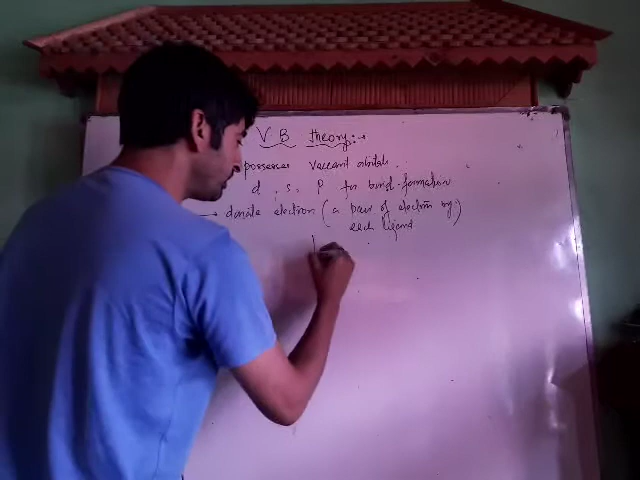 V B theory:→
possesses vaccant orbitals.
d, s, p for bond formation
→ donate electron (a pair of electron by
each ligand)